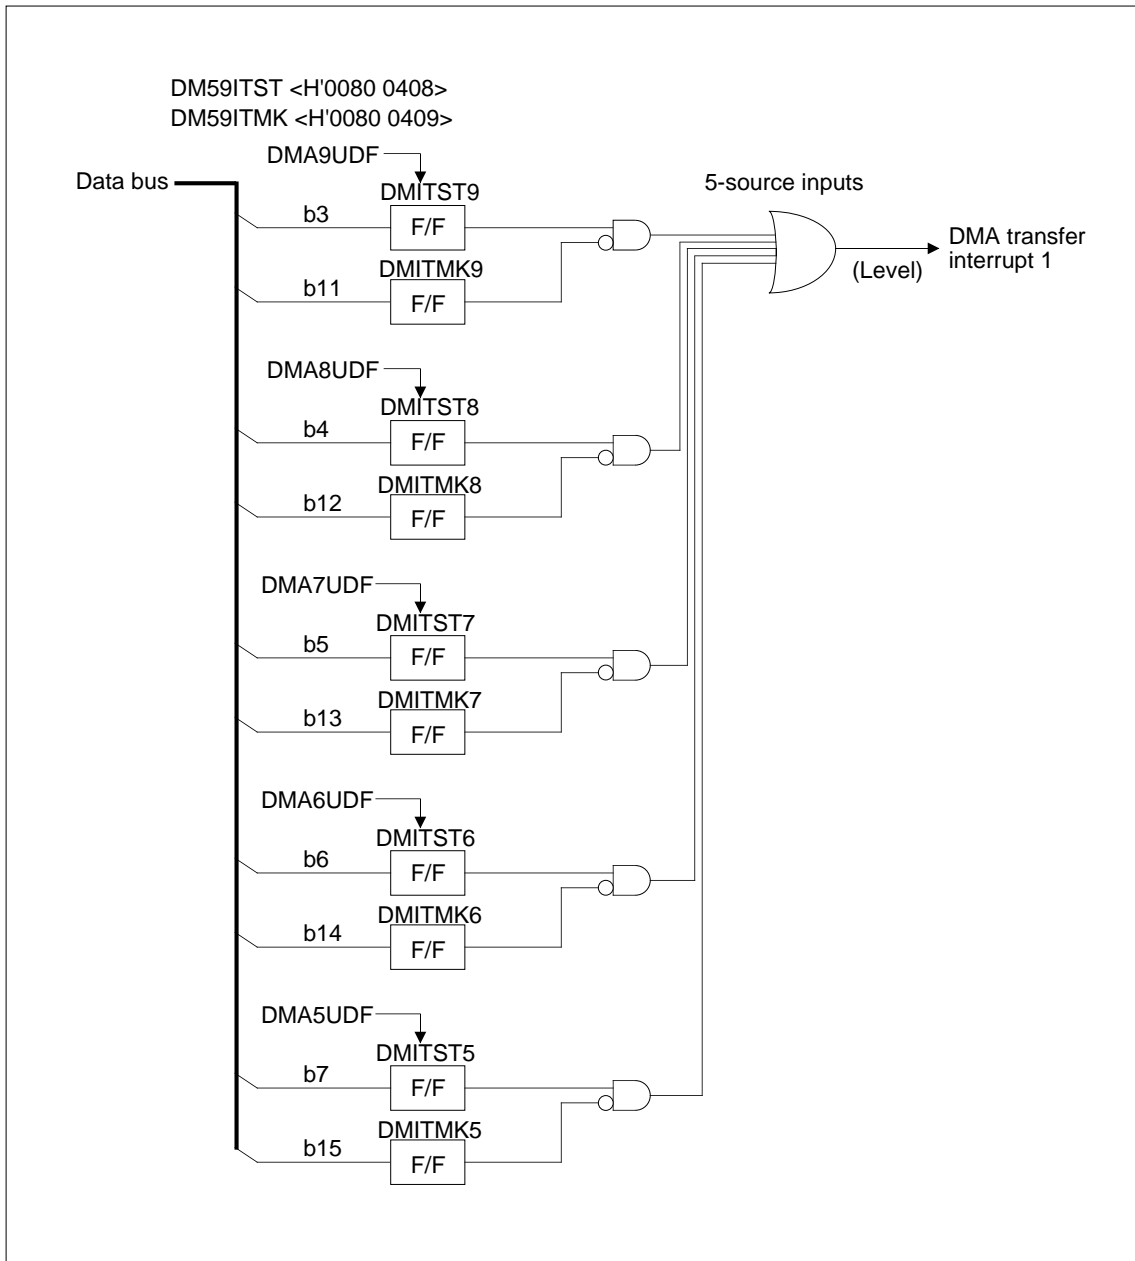 DM59ITST <H'0080 0408>
DM59ITMK <H'0080 0409>
DMA9UDF
Data bus
DMITST9
5-source inputs
b3
F/F
DMA transfer
interrupt 1
(Level)
DMITMK9
b11
F/F
DMA8UDF
DMITST8
b4
F/F
DMITMK8
b12
F/F
DMA7UDF
DMITST7
b5
F/F
DMITMK7
b13
F/F
DMA6UDF
DMITST6
b6
F/F
DMITMK6
b14
F/F
DMA5UDF
DMITST5
b7
F/F
DMITMK5
b15
F/F